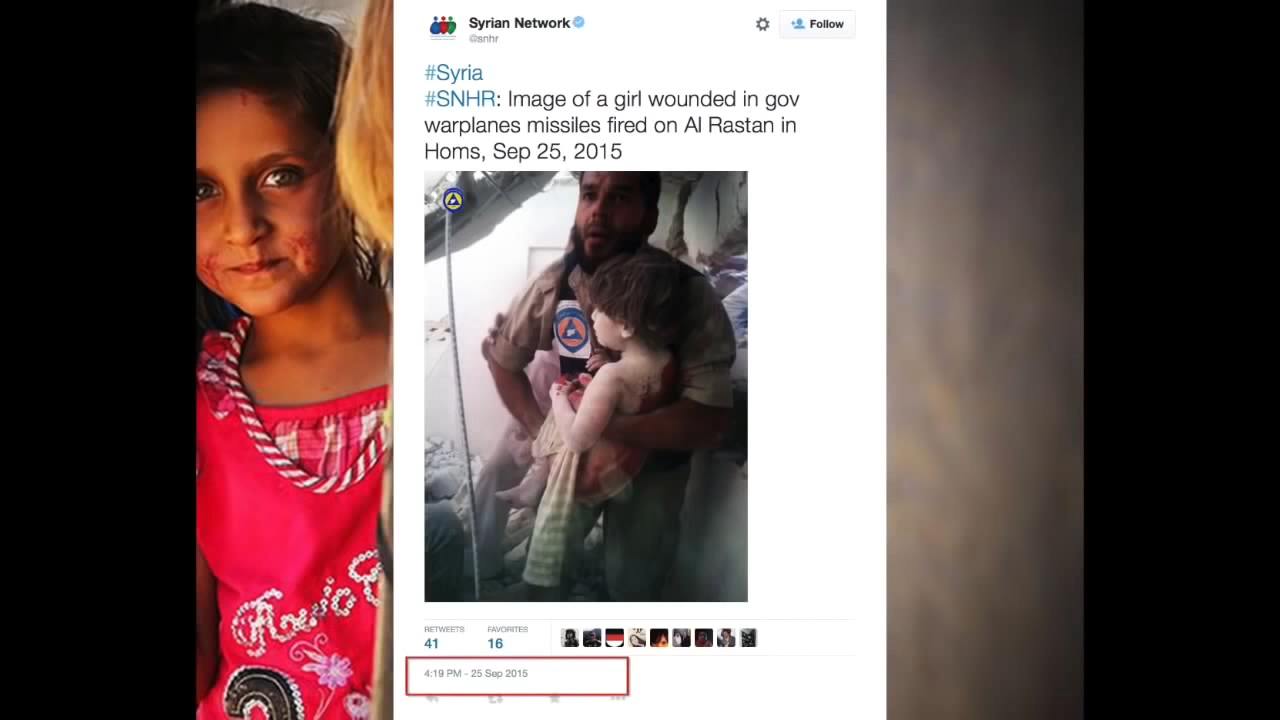 Syrian Network
@snhr
Follow
#Syria
#SNHR: Image of a girl wounded in gov
warplanes missiles fired on Al Rastan in
Homs, Sep 25, 2015
RETWEETS
FAVORITES
41
16
4:19 PM - 25 Sep 2015